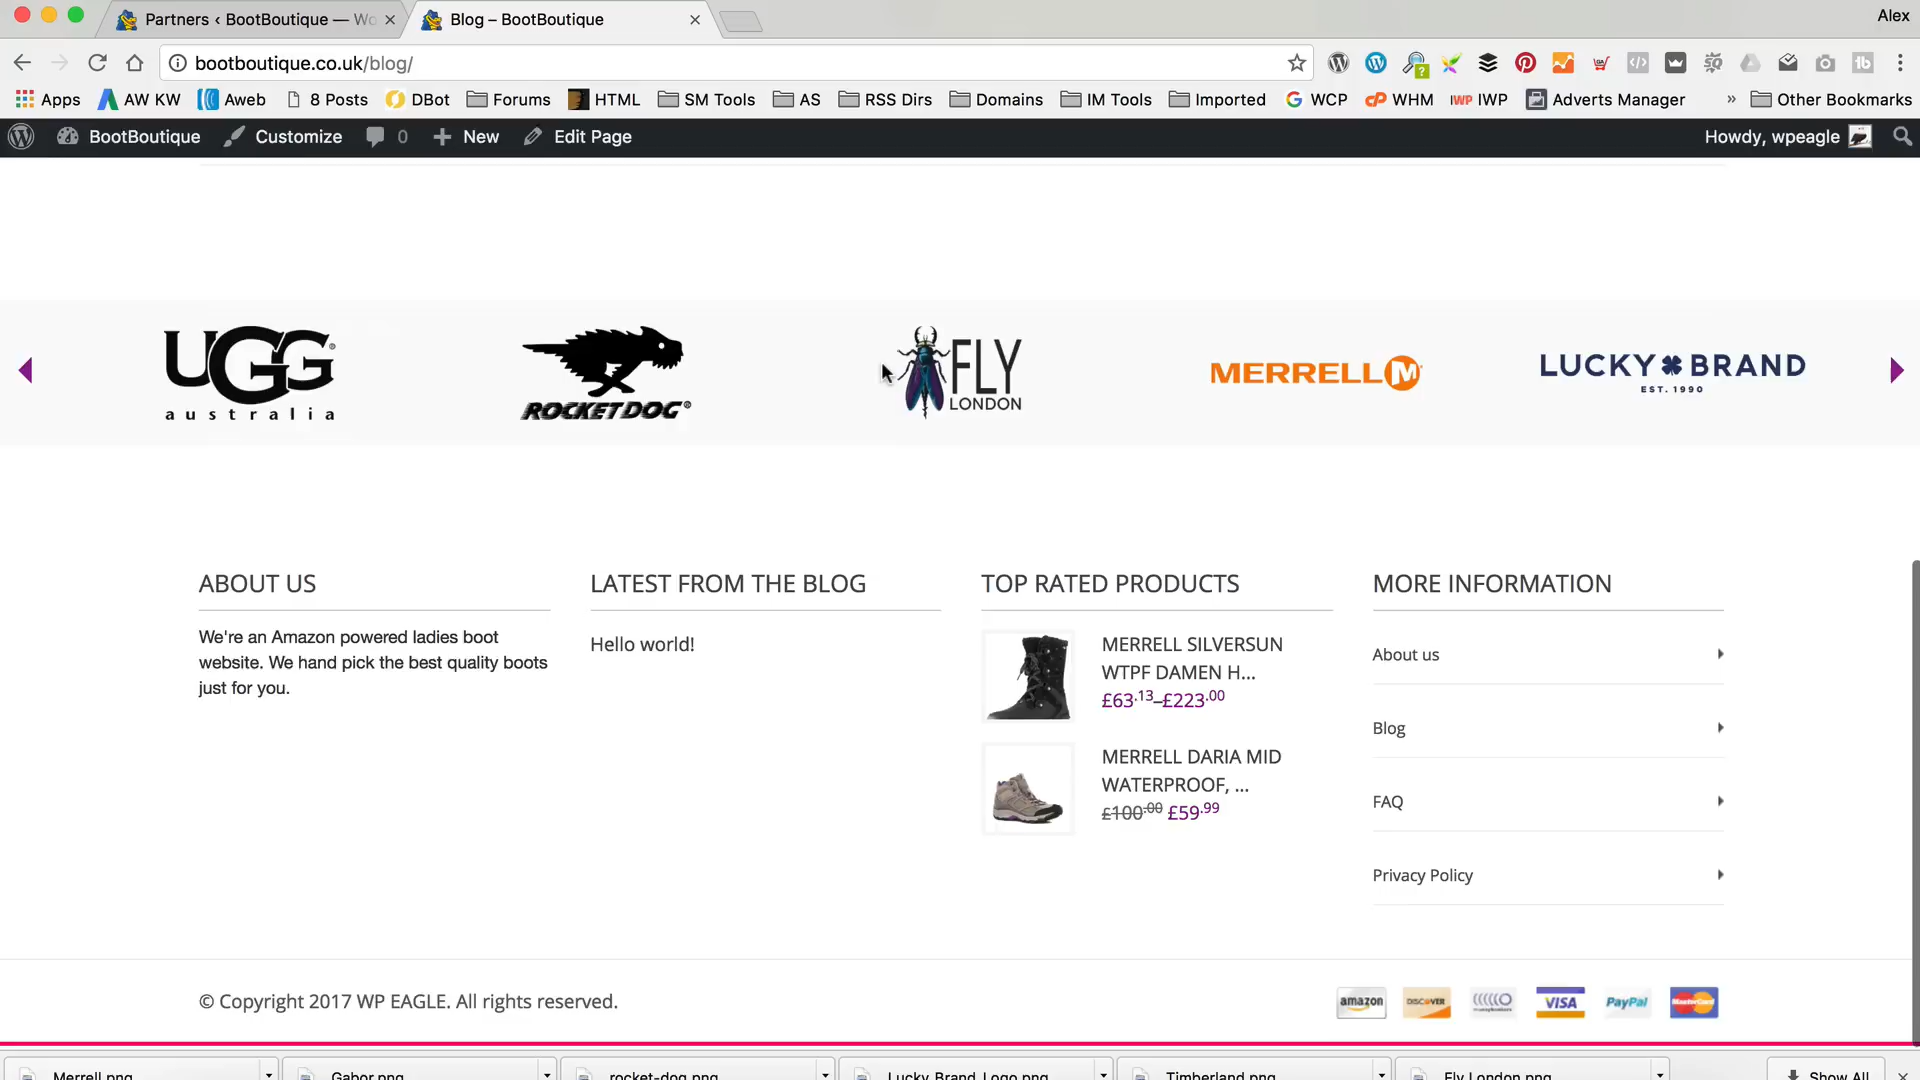 Partners ‹ BootBoutique — Wo
Blog – BootBoutique
Alex
bootboutique.co.uk/blog/
Apps
AW KW
Aweb
8 Posts
DBot
Forums
HTML
SM Tools
AS
RSS Dirs
Domains
IM Tools
Imported
WCP
WHM
IWP
Adverts Manager
»
Other Bookmarks
BootBoutique
Customize
0
New
Edit Page
Howdy, wpeagle
UGG®
australia
ROCKET DOG®
FLY
LONDON
MERRELL
LUCKY BRAND
EST. 1990
ABOUT US
We're an Amazon powered ladies boot
website. We hand pick the best quality boots
just for you.
LATEST FROM THE BLOG
Hello world!
TOP RATED PRODUCTS
MERRELL SILVERSUN
WTPF DAMEN H...
£63.13–£223.00
MERRELL DARIA MID
WATERPROOF, ...
£100.00 £59.99
MORE INFORMATION
About us
Blog
FAQ
Privacy Policy
© Copyright 2017 WP EAGLE. All rights reserved.
amazon
DISCOVER
VISA
PayPal
MasterCard
Merrell.png
Gabor.png
rocket-dog.png
Lucky_Brand_Logo.png
Timberland.png
Fly London.png
Show All